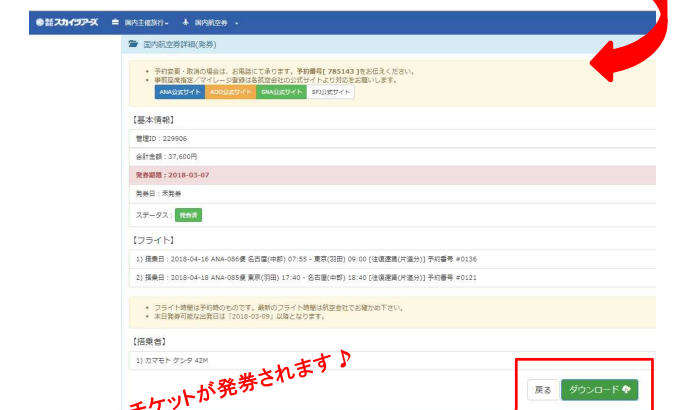 ㈱スカイツアーズ 国内主催旅行 国内航空券
国内航空券詳細(発券)
• 予約変更・取消の場合は、お電話にて承ります。予約番号[ 785143 ]をお伝えください。
• 事前座席指定／マイレージ登録は各航空会社の公式サイトより対応をお願いします。
ANA公式サイト ADO公式サイト SNA公式サイト SFJ公式サイト
【基本情報】
管理ID : 229906
合計金額 : 37,600円
発券期限 : 2018-03-07
発券日 : 未発券
ステータス : 発券済
【フライト】
1) 搭乗日 : 2018-04-16 ANA-086便 名古屋(中部) 07:55 - 東京(羽田) 09:00 [往復運賃(片道分)] 予約番号 #0136
2) 搭乗日 : 2018-04-18 ANA-085便 東京(羽田) 17:40 - 名古屋(中部) 18:40 [往復運賃(片道分)] 予約番号 #0121
• フライト時間は予約時のものです。最新のフライト時間は航空会社でお確かめ下さい。
• 本日発券可能な出発日は「2018-03-09」以降となります。
【搭乗者】
1) カマモト ケンタ 42M
チケットが発券されます♪
戻る ダウンロード